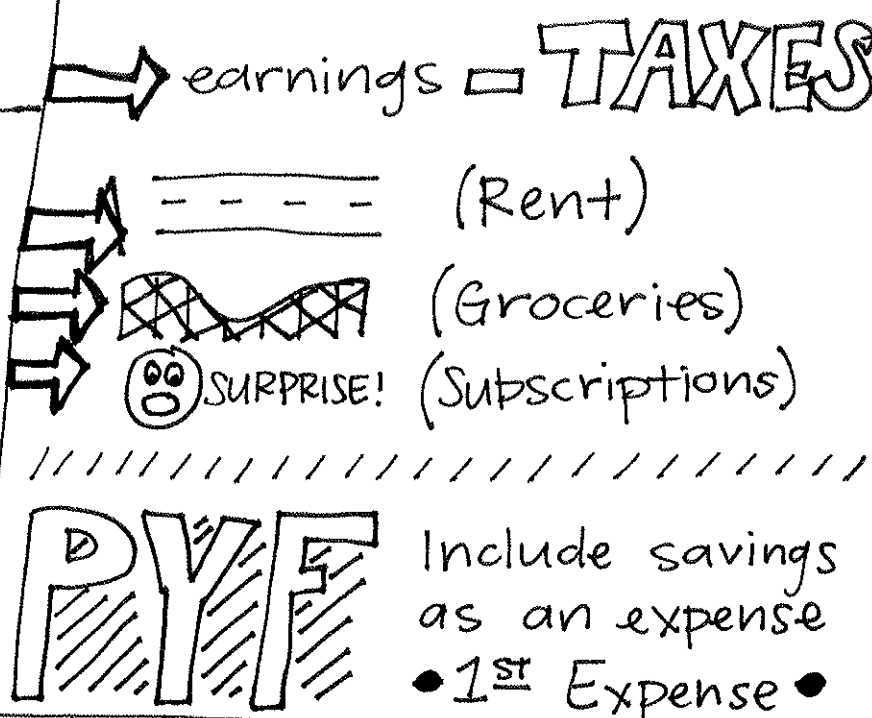 earnings - TAXES
(Rent)
(Groceries)
SURPRISE! (Subscriptions)
PYF
Include savings
as an expense
• 1st Expense •